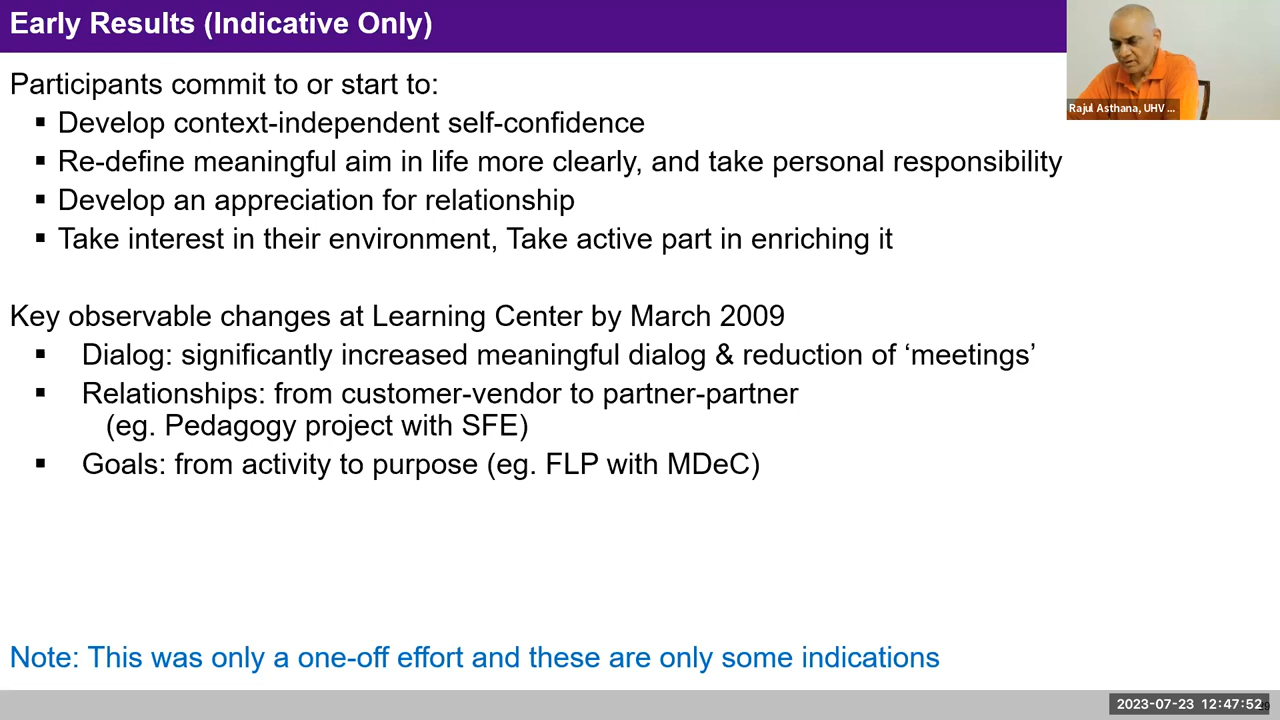 Early Results (Indicative Only)
Rajul Asthana, UHV ...
Participants commit to or start to:
▪ Develop context-independent self-confidence
▪ Re-define meaningful aim in life more clearly, and take personal responsibility
▪ Develop an appreciation for relationship
▪ Take interest in their environment, Take active part in enriching it
Key observable changes at Learning Center by March 2009
▪ Dialog: significantly increased meaningful dialog & reduction of ‘meetings’
▪ Relationships: from customer-vendor to partner-partner
(eg. Pedagogy project with SFE)
▪ Goals: from activity to purpose (eg. FLP with MDeC)
Note: This was only a one-off effort and these are only some indications
2023-07-23 12:47:52